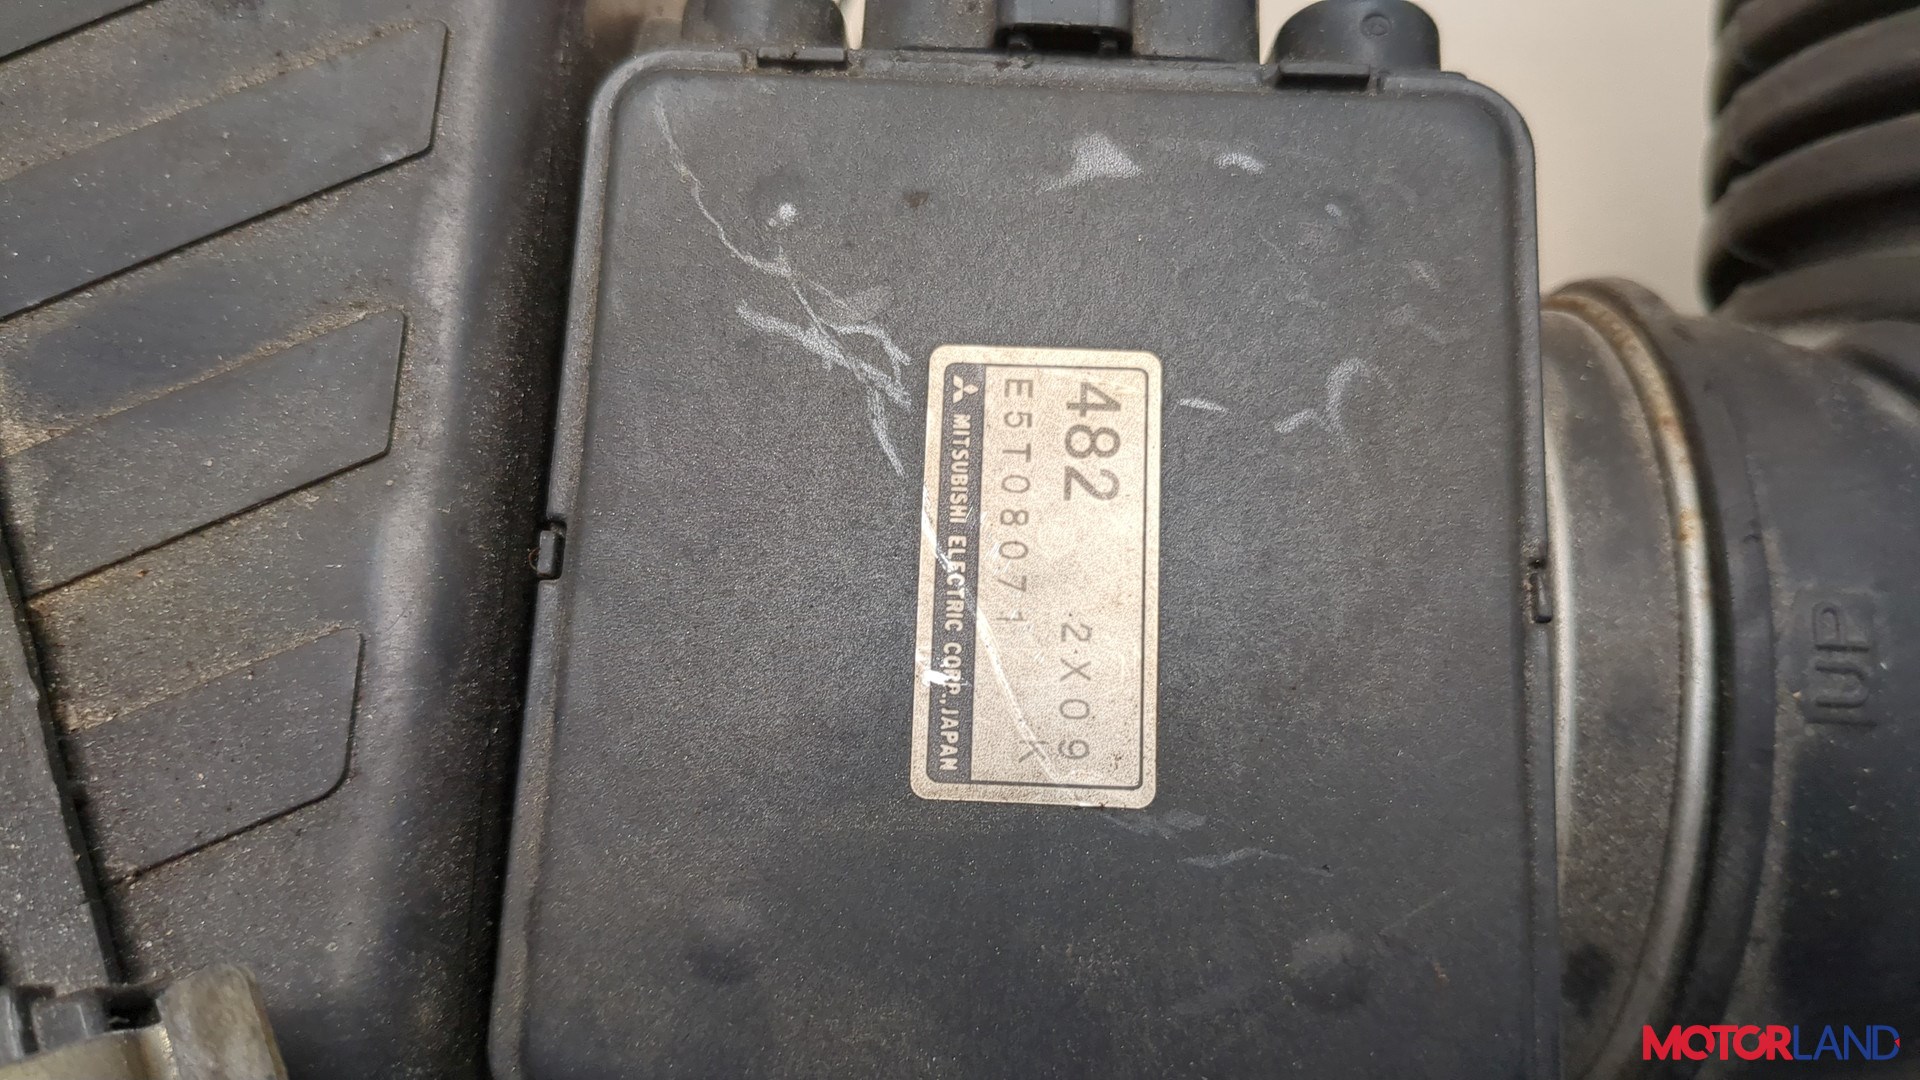 482 2X09
E5T08071 K
MITSUBISHI ELECTRIC CORP. JAPAN
UP
MOTORLAND